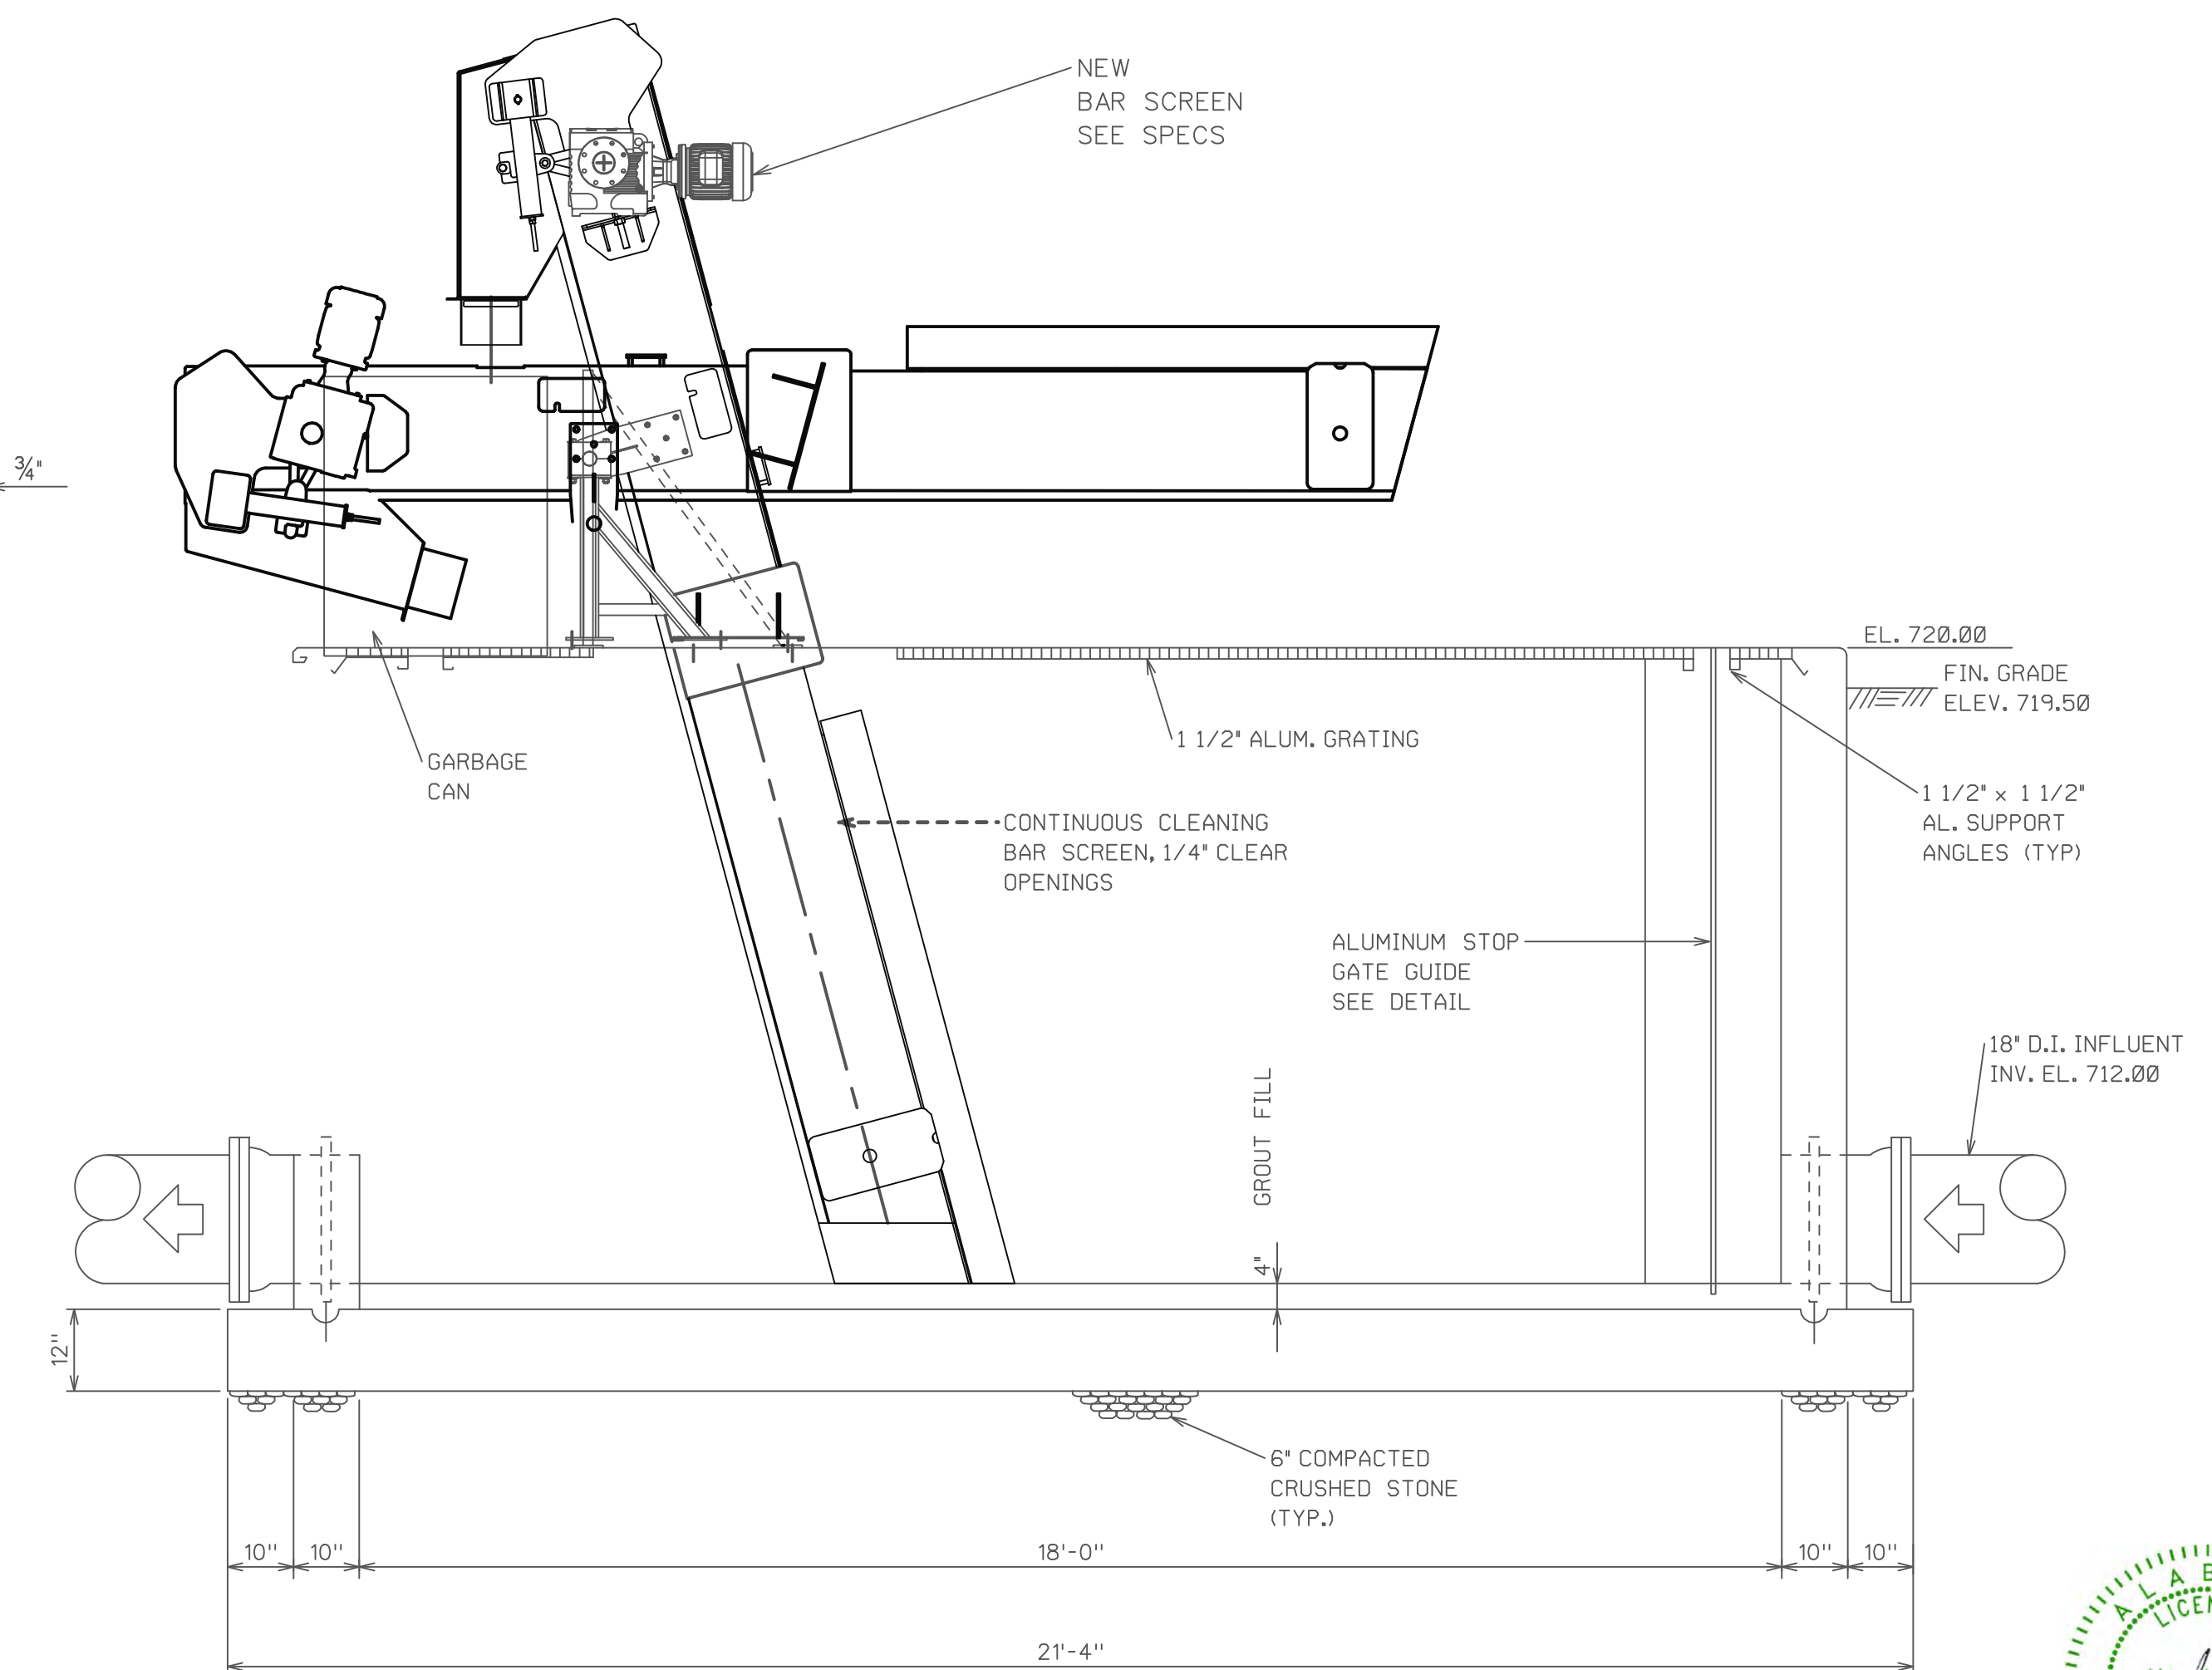 NEW
BAR SCREEN
SEE SPECS
3/4"
EL. 720.00
FIN. GRADE
ELEV. 719.50
1 1/2" ALUM. GRATING
GARBAGE
CAN
1 1/2" x 1 1/2"
AL. SUPPORT
ANGLES (TYP)
CONTINUOUS CLEANING
BAR SCREEN, 1/4" CLEAR
OPENINGS
ALUMINUM STOP
GATE GUIDE
SEE DETAIL
18" D.I. INFLUENT
INV. EL. 712.00
GROUT FILL
4"
12"
6" COMPACTED
CRUSHED STONE
(TYP.)
10" 10" 18'-0" 10" 10"
21'-4"